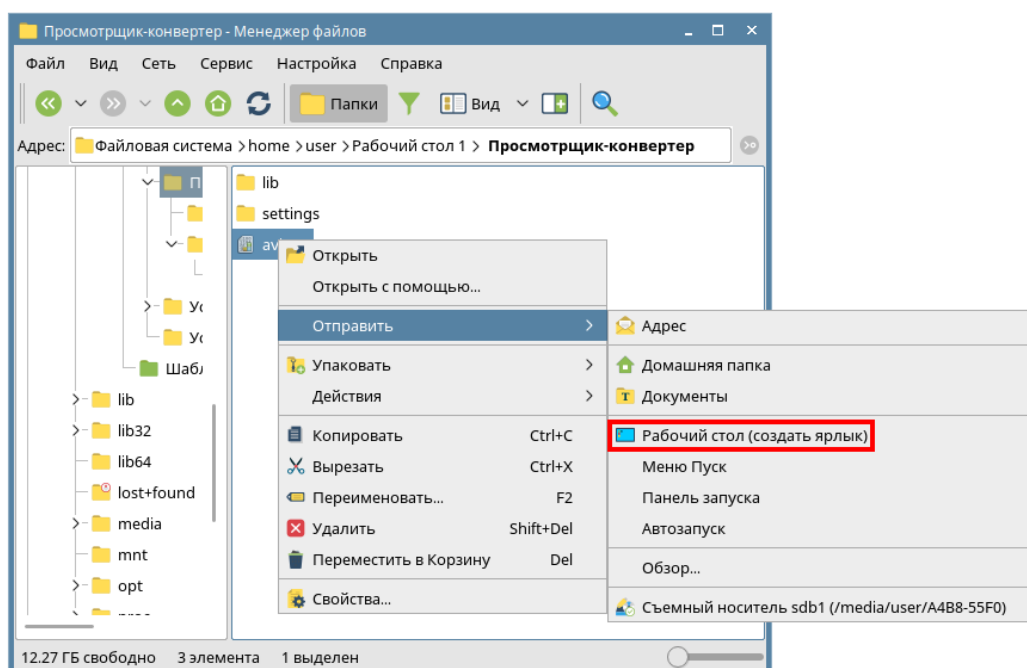 Просмотрщик-конвертер - Менеджер файлов
Файл Вид Сеть Сервис Настройка Справка
Папки Вид
Адрес: Файловая система > home > user > Рабочий стол 1 > Просмотрщик-конвертер
П
Ус
Ус
Шабл
lib
lib32
lib64
lost+found
media
mnt
opt
lib
settings
Открыть
Открыть с помощью...
Отправить >
Упаковать >
Действия >
Копировать Ctrl+C
Вырезать Ctrl+X
Переименовать... F2
Удалить Shift+Del
Переместить в Корзину Del
Свойства...
Адрес
Домашняя папка
Документы
Рабочий стол (создать ярлык)
Меню Пуск
Панель запуска
Автозапуск
Обзор...
Съемный носитель sdb1 (/media/user/A4B8-55F0)
12.27 ГБ свободно 3 элемента 1 выделен